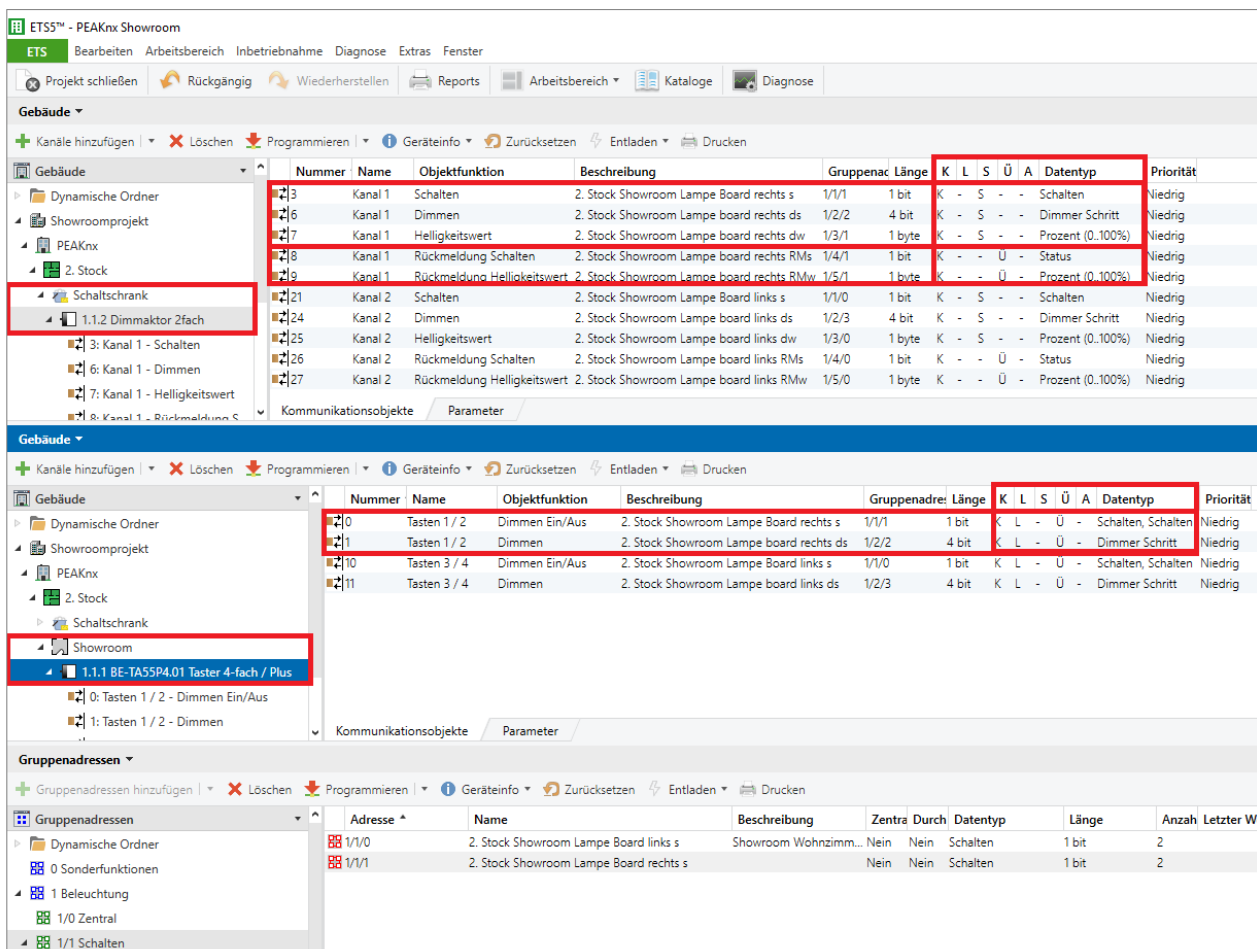 ETS5™ - PEAKnx Showroom
ETS Bearbeiten Arbeitsbereich Inbetriebnahme Diagnose Extras Fenster
Projekt schließen Rückgängig Wiederherstellen Reports Arbeitsbereich Kataloge Diagnose
Gebäude
Kanäle hinzufügen Löschen Programmieren Geräteinfo Zurücksetzen Entladen Drucken
Gebäude
Dynamische Ordner
Showroomprojekt
PEAKnx
2. Stock
Schaltschrank
1.1.2 Dimmaktor 2fach
3: Kanal 1 - Schalten
6: Kanal 1 - Dimmen
7: Kanal 1 - Helligkeitswert
8: Kanal 1 - Rückmeldung S
Nummer Name Objektfunktion Beschreibung Gruppenad Länge K L S Ü A Datentyp Priorität
3 Kanal 1 Schalten 2. Stock Showroom Lampe Board rechts s 1/1/1 1 bit K - S - - Schalten Niedrig
6 Kanal 1 Dimmen 2. Stock Showroom Lampe board rechts ds 1/2/2 4 bit K - S - - Dimmer Schritt Niedrig
7 Kanal 1 Helligkeitswert 2. Stock Showroom Lampe board rechts dw 1/3/1 1 byte K - S - - Prozent (0..100%) Niedrig
8 Kanal 1 Rückmeldung Schalten 2. Stock Showroom Lampe board rechts RMs 1/4/1 1 bit K - - Ü - Status Niedrig
9 Kanal 1 Rückmeldung Helligkeitswert 2. Stock Showroom Lampe board rechts RMw 1/5/1 1 byte K - - Ü - Prozent (0..100%) Niedrig
21 Kanal 2 Schalten 2. Stock Showroom Lampe Board links s 1/1/0 1 bit K - S - - Schalten Niedrig
24 Kanal 2 Dimmen 2. Stock Showroom Lampe board links ds 1/2/3 4 bit K - S - - Dimmer Schritt Niedrig
25 Kanal 2 Helligkeitswert 2. Stock Showroom Lampe board links dw 1/3/0 1 byte K - S - - Prozent (0..100%) Niedrig
26 Kanal 2 Rückmeldung Schalten 2. Stock Showroom Lampe board links RMs 1/4/0 1 bit K - - Ü - Status Niedrig
27 Kanal 2 Rückmeldung Helligkeitswert 2. Stock Showroom Lampe board links RMw 1/5/0 1 byte K - - Ü - Prozent (0..100%) Niedrig
Kommunikationsobjekte Parameter
Gebäude
Kanäle hinzufügen Löschen Programmieren Geräteinfo Zurücksetzen Entladen Drucken
Gebäude
Dynamische Ordner
Showroomprojekt
PEAKnx
2. Stock
Schaltschrank
Showroom
1.1.1 BE-TA55P4.01 Taster 4-fach / Plus
0: Tasten 1 / 2 - Dimmen Ein/Aus
1: Tasten 1 / 2 - Dimmen
Nummer Name Objektfunktion Beschreibung Gruppenadre: Länge K L S Ü A Datentyp Priorität
0 Tasten 1 / 2 Dimmen Ein/Aus 2. Stock Showroom Lampe Board rechts s 1/1/1 1 bit K L - Ü - Schalten, Schalten Niedrig
1 Tasten 1 / 2 Dimmen 2. Stock Showroom Lampe board rechts ds 1/2/2 4 bit K L - Ü - Dimmer Schritt Niedrig
10 Tasten 3 / 4 Dimmen Ein/Aus 2. Stock Showroom Lampe Board links s 1/1/0 1 bit K L - Ü - Schalten, Schalten Niedrig
11 Tasten 3 / 4 Dimmen 2. Stock Showroom Lampe board links ds 1/2/3 4 bit K L - Ü - Dimmer Schritt Niedrig
Kommunikationsobjekte Parameter
Gruppenadressen
Gruppenadressen hinzufügen Löschen Programmieren Geräteinfo Zurücksetzen Entladen Drucken
Gruppenadressen
Dynamische Ordner
0 Sonderfunktionen
1 Beleuchtung
1/0 Zentral
1/1 Schalten
Adresse Name Beschreibung Zentra Durch Datentyp Länge Anzah Letzter W
1/1/0 2. Stock Showroom Lampe Board links s Showroom Wohnzimm... Nein Nein Schalten 1 bit 2
1/1/1 2. Stock Showroom Lampe Board rechts s Nein Nein Schalten 1 bit 2